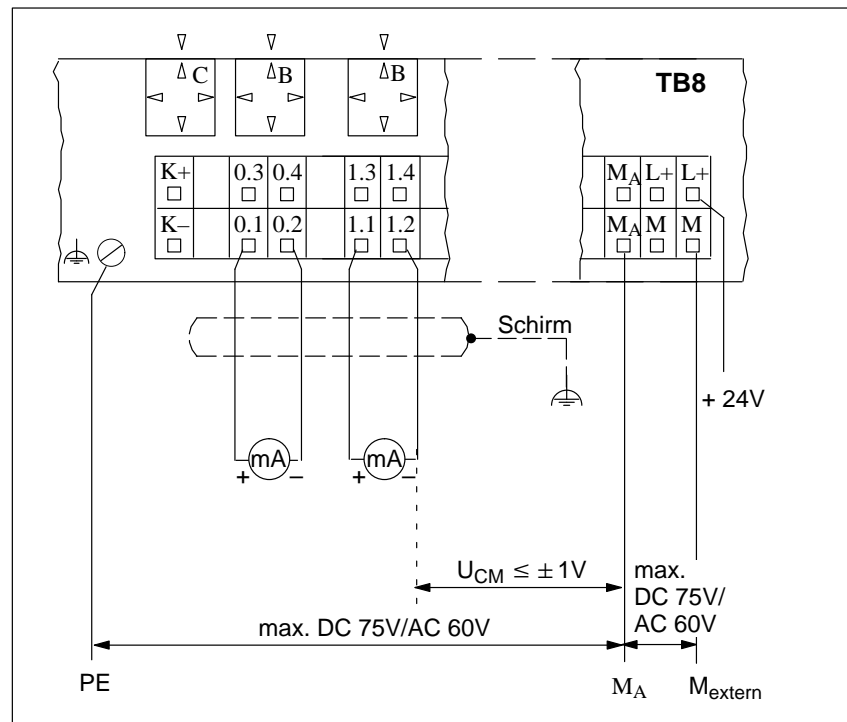 C B B TB8
K+ 0.3 0.4 1.3 1.4 MA L+ L+
K– 0.1 0.2 1.1 1.2 MA M M
Schirm
+ 24V
mA mA
+ – + –
UCM ≤ ± 1V
max.
DC 75V/
AC 60V
max. DC 75V/AC 60V
PE MA Mextern